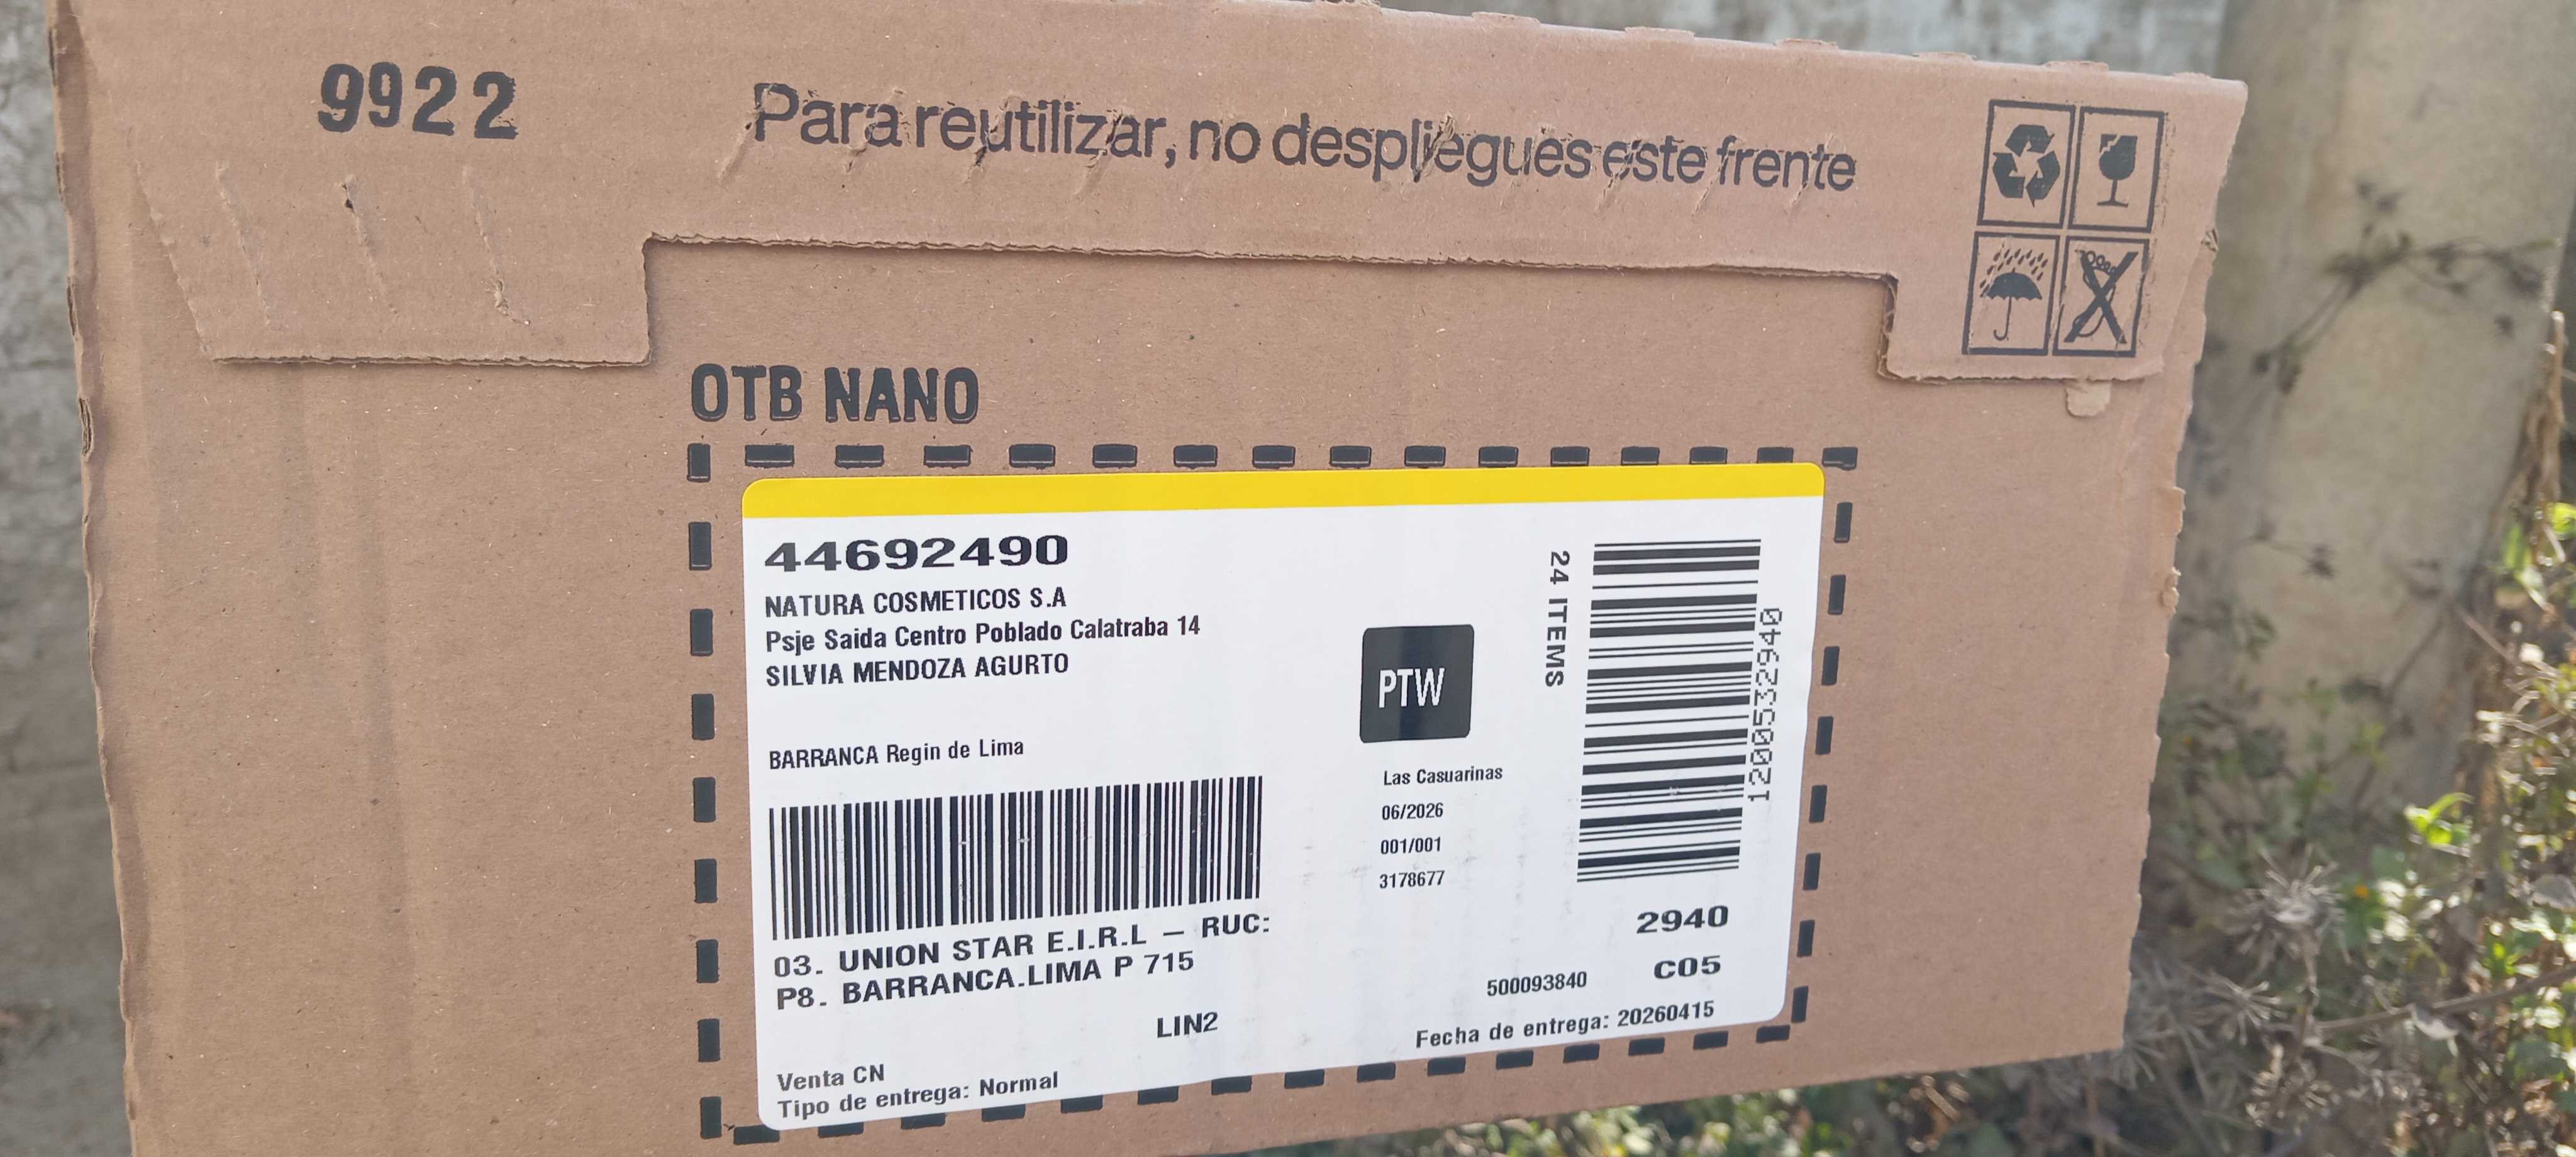 9922
Para reutilizar, no despliegues este frente
OTB NANO
44692490
NATURA COSMETICOS S.A
Psje Saida Centro Poblado Calatraba 14
SILVIA MENDOZA AGURTO
BARRANCA Regin de Lima
03. UNION STAR E.I.R.L – RUC:
P8. BARRANCA.LIMA P 715
LIN2
Venta CN
Tipo de entrega: Normal
PTW
Las Casuarinas
06/2026
001/001
3178677
24 ITEMS
120005329​40
2940
C05
500093840
Fecha de entrega: 20260415